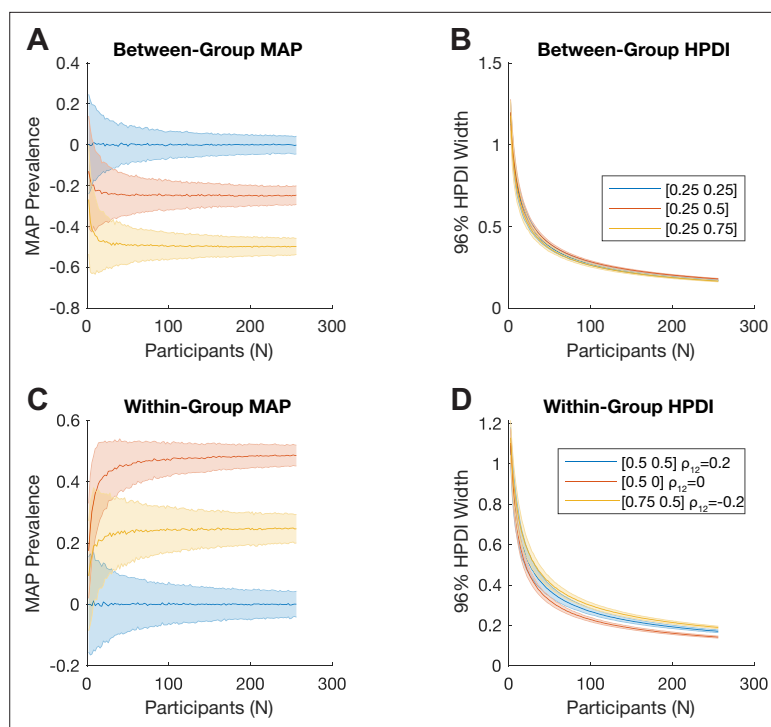 A
Between-Group MAP
MAP Prevalence
0.4
0.2
0
-0.2
-0.4
-0.6
-0.8
0
100
200
300
Participants (N)
B
Between-Group HPDI
96% HPDI Width
1.5
1
0.5
0
[0.25 0.25]
[0.25 0.5]
[0.25 0.75]
0
100
200
300
Participants (N)
C
Within-Group MAP
MAP Prevalence
0.6
0.4
0.2
0
-0.2
0
100
200
300
Participants (N)
D
Within-Group HPDI
96% HPDI Width
1.2
1
0.8
0.6
0.4
0.2
0
[0.5 0.5] ρ₁₂=0.2
[0.5 0] ρ₁₂=0
[0.75 0.5] ρ₁₂=-0.2
0
100
200
300
Participants (N)